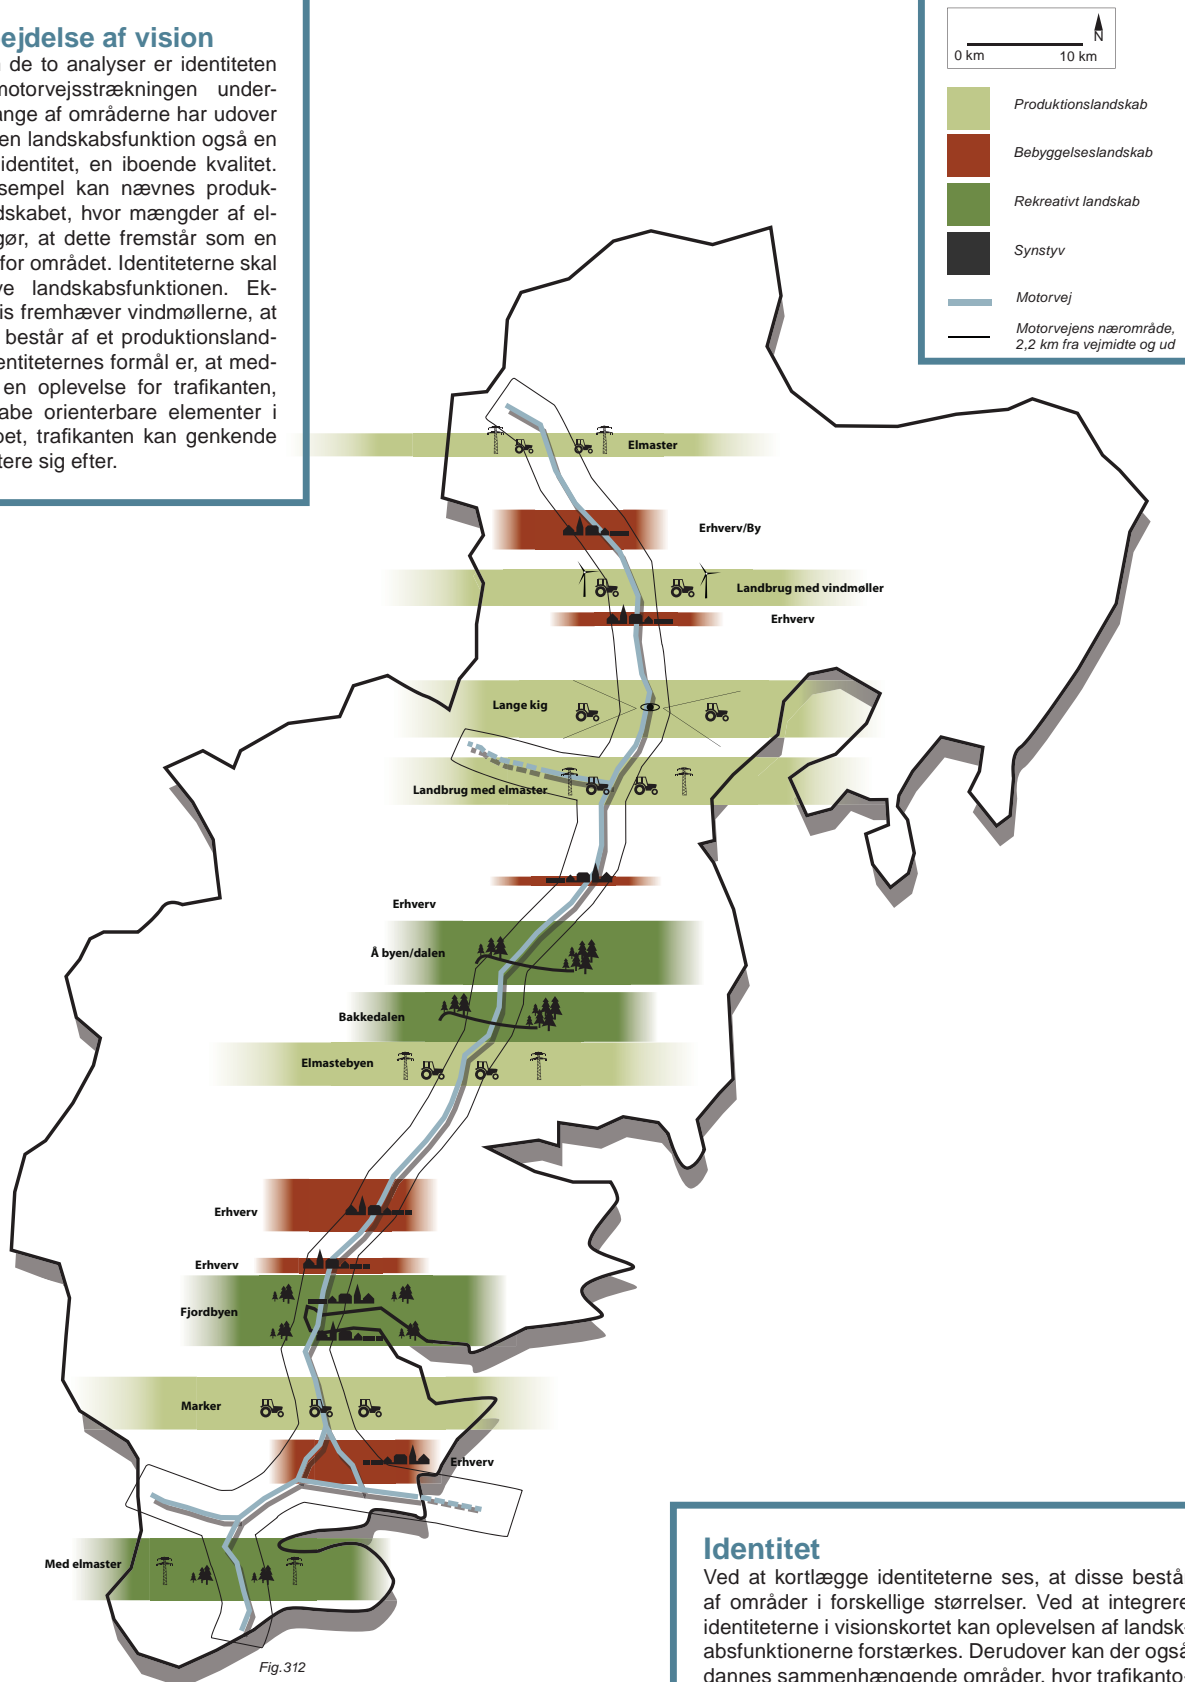 ejdelse af vision
de to analyser er identiteten
motorvejsstrækningen under-
ange af områderne har udover
en landskabsfunktion også en
identitet, en iboende kvalitet.
sempel kan nævnes produk-
dskabet, hvor mængder af el-
gør, at dette fremstår som en
for området. Identiteterne skal
ve landskabsfunktionen. Ek-
is fremhæver vindmøllerne, at
består af et produktionsland-
entiteternes formål er, at med-
en oplevelse for trafikanten,
abe orienterbare elementer i
bet, trafikanten kan genkende
tere sig efter.
N
0 km 10 km
Produktionslandskab
Bebyggelseslandskab
Rekreativt landskab
Synstyv
Motorvej
Motorvejens nærområde,
2,2 km fra vejmidte og ud
Elmaster
Erhverv/By
Landbrug med vindmøller
Erhverv
Lange kig
Landbrug med elmaster
Erhverv
Å byen/dalen
Bakkedalen
Elmastebyen
Erhverv
Erhverv
Fjordbyen
Marker
Erhverv
Med elmaster
Fig.312
Identitet
Ved at kortlægge identiteterne ses, at disse består
af områder i forskellige størrelser. Ved at integrere
identiteterne i visionskortet kan oplevelsen af landsk-
absfunktionerne forstærkes. Derudover kan der også
dannes sammenhængende områder, hvor trafikanto-